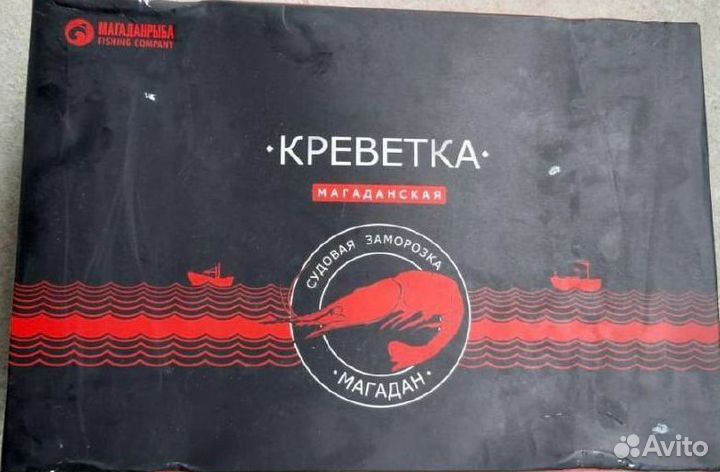 МАГАДАНРЫБА
FISHING COMPANY
·КРЕВЕТКА·
МАГАДАНСКАЯ
СУДОВАЯ ЗАМОРОЗКА
·МАГАДАН·
Avito